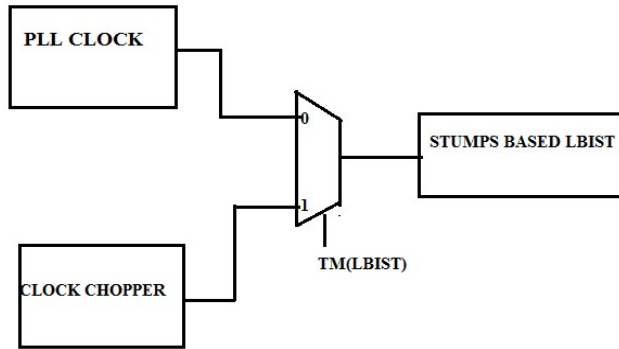 PLL CLOCK
0
STUMPS BASED LBIST
1
TM(LBIST)
CLOCK CHOPPER